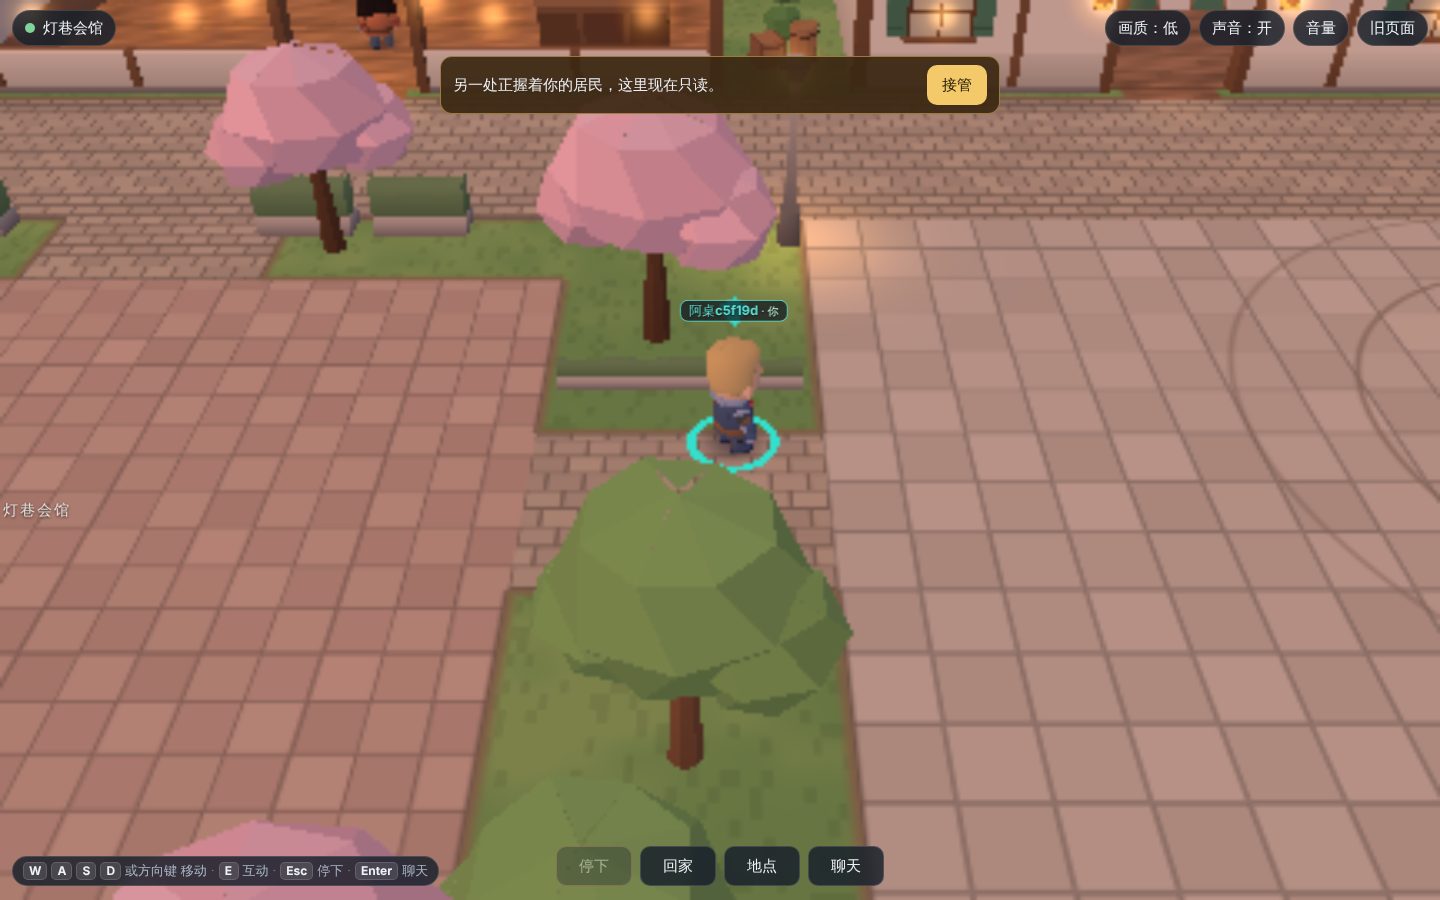 灯巷会馆
画质：低
声音：开
音量
旧页面
另一处正握着你的居民，这里现在只读。
接管
阿桌c5f19d · 你
灯巷会馆
W A S D 或方向键 移动 · E 互动 · Esc 停下 · Enter 聊天
停下
回家
地点
聊天